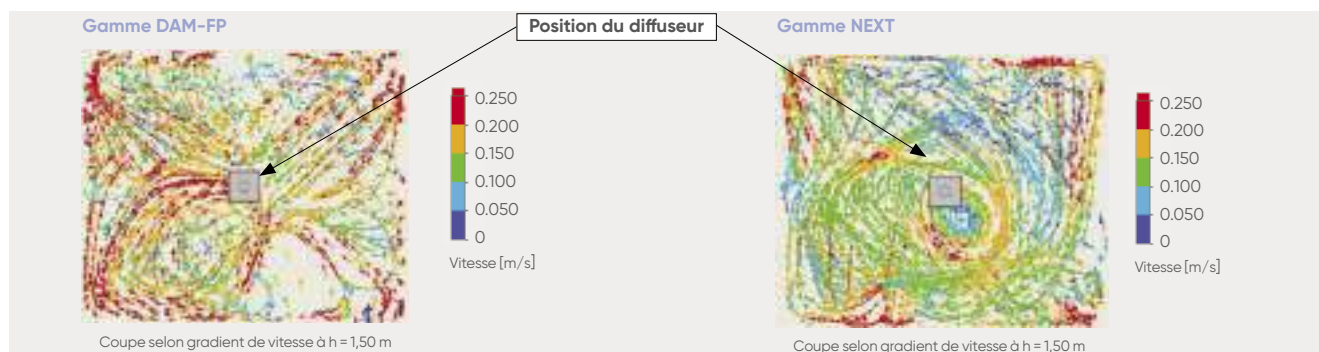 Gamme DAM-FP
Position du diffuseur
Gamme NEXT
0.250
0.200
0.150
0.100
0.050
0
Vitesse [m/s]
Coupe selon gradient de vitesse à h = 1,50 m
0.250
0.200
0.150
0.100
0.050
0
Vitesse [m/s]
Coupe selon gradient de vitesse à h = 1,50 m